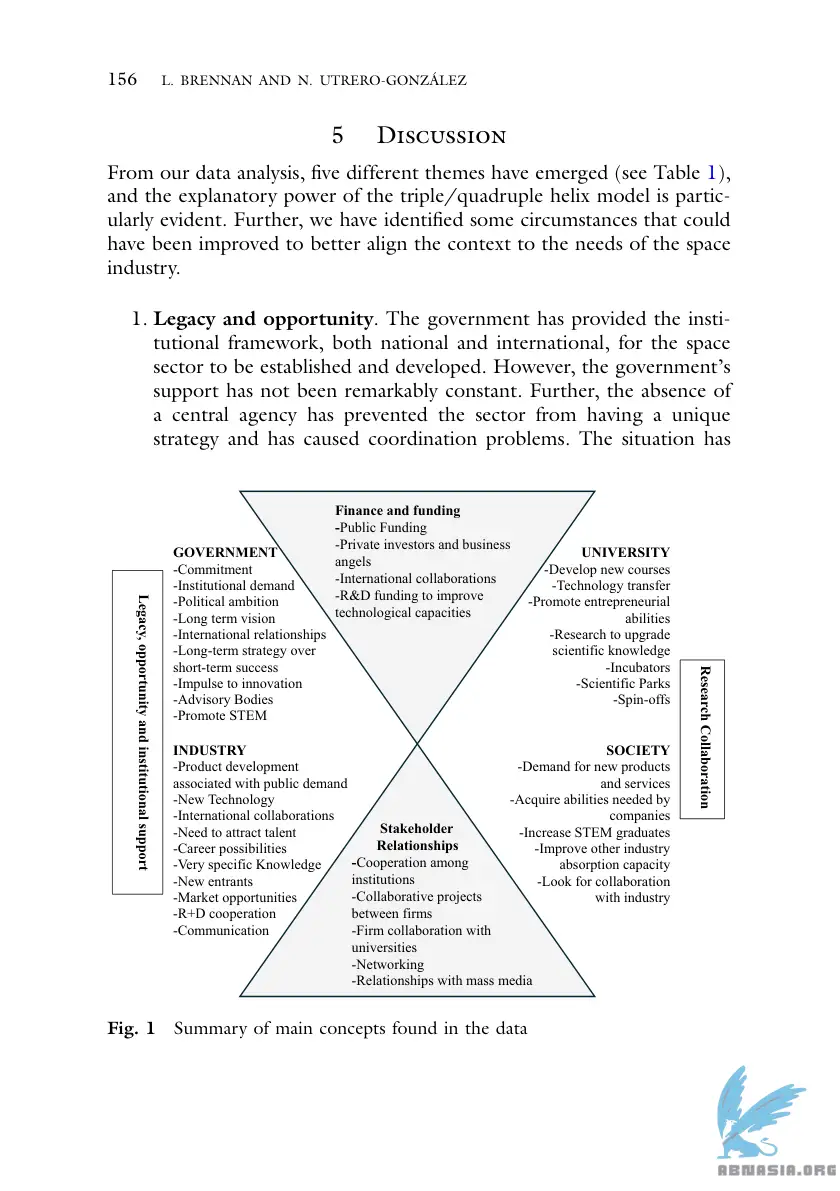 156 L. BRENNAN AND N. UTRERO-GONZÁLEZ
5 Discussion
From our data analysis, five different themes have emerged (see Table 1),
and the explanatory power of the triple/quadruple helix model is partic-
ularly evident. Further, we have identified some circumstances that could
have been improved to better align the context to the needs of the space
industry.
1. Legacy and opportunity. The government has provided the insti-
tutional framework, both national and international, for the space
sector to be established and developed. However, the government's
support has not been remarkably constant. Further, the absence of
a central agency has prevented the sector from having a unique
strategy and has caused coordination problems. The situation has
Finance and funding
-Public Funding
-Private investors and business
angels
-International collaborations
-R&D funding to improve
technological capacities
Legacy, opportunity and institutional support
GOVERNMENT
-Commitment
-Institutional demand
-Political ambition
-Long term vision
-International relationships
-Long-term strategy over
short-term success
-Impulse to innovation
-Advisory Bodies
-Promote STEM
UNIVERSITY
-Develop new courses
-Technology transfer
-Promote entrepreneurial
abilities
-Research to upgrade
scientific knowledge
-Incubators
-Scientific Parks
-Spin-offs
Research Collaboration
INDUSTRY
-Product development
associated with public demand
-New Technology
-International collaborations
-Need to attract talent
-Career possibilities
-Very specific Knowledge
-New entrants
-Market opportunities
-R+D cooperation
-Communication
SOCIETY
-Demand for new products
and services
-Acquire abilities needed by
companies
-Increase STEM graduates
-Improve other industry
absorption capacity
-Look for collaboration
with industry
Stakeholder
Relationships
-Cooperation among
institutions
-Collaborative projects
between firms
-Firm collaboration with
universities
-Networking
-Relationships with mass media
Fig. 1 Summary of main concepts found in the data
ABNASIA.ORG